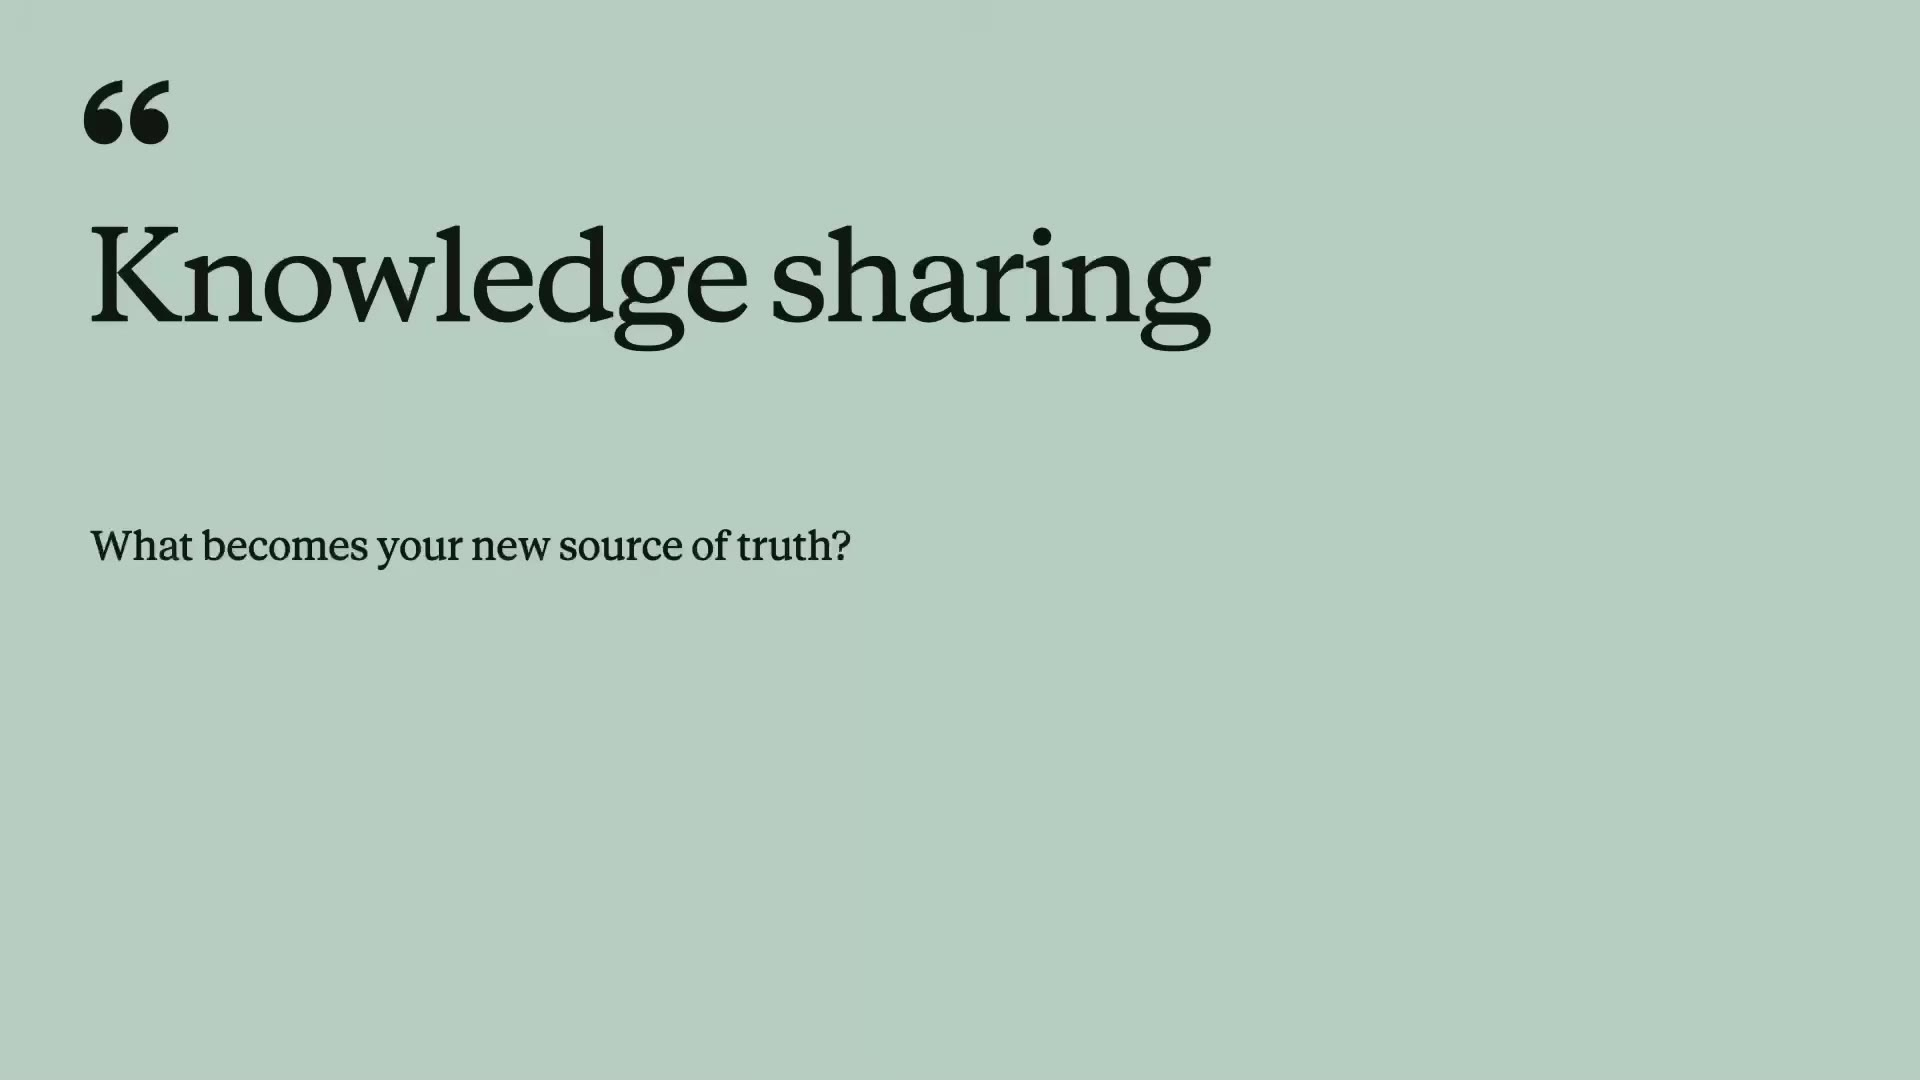 “
Knowledge sharing
What becomes your new source of truth?